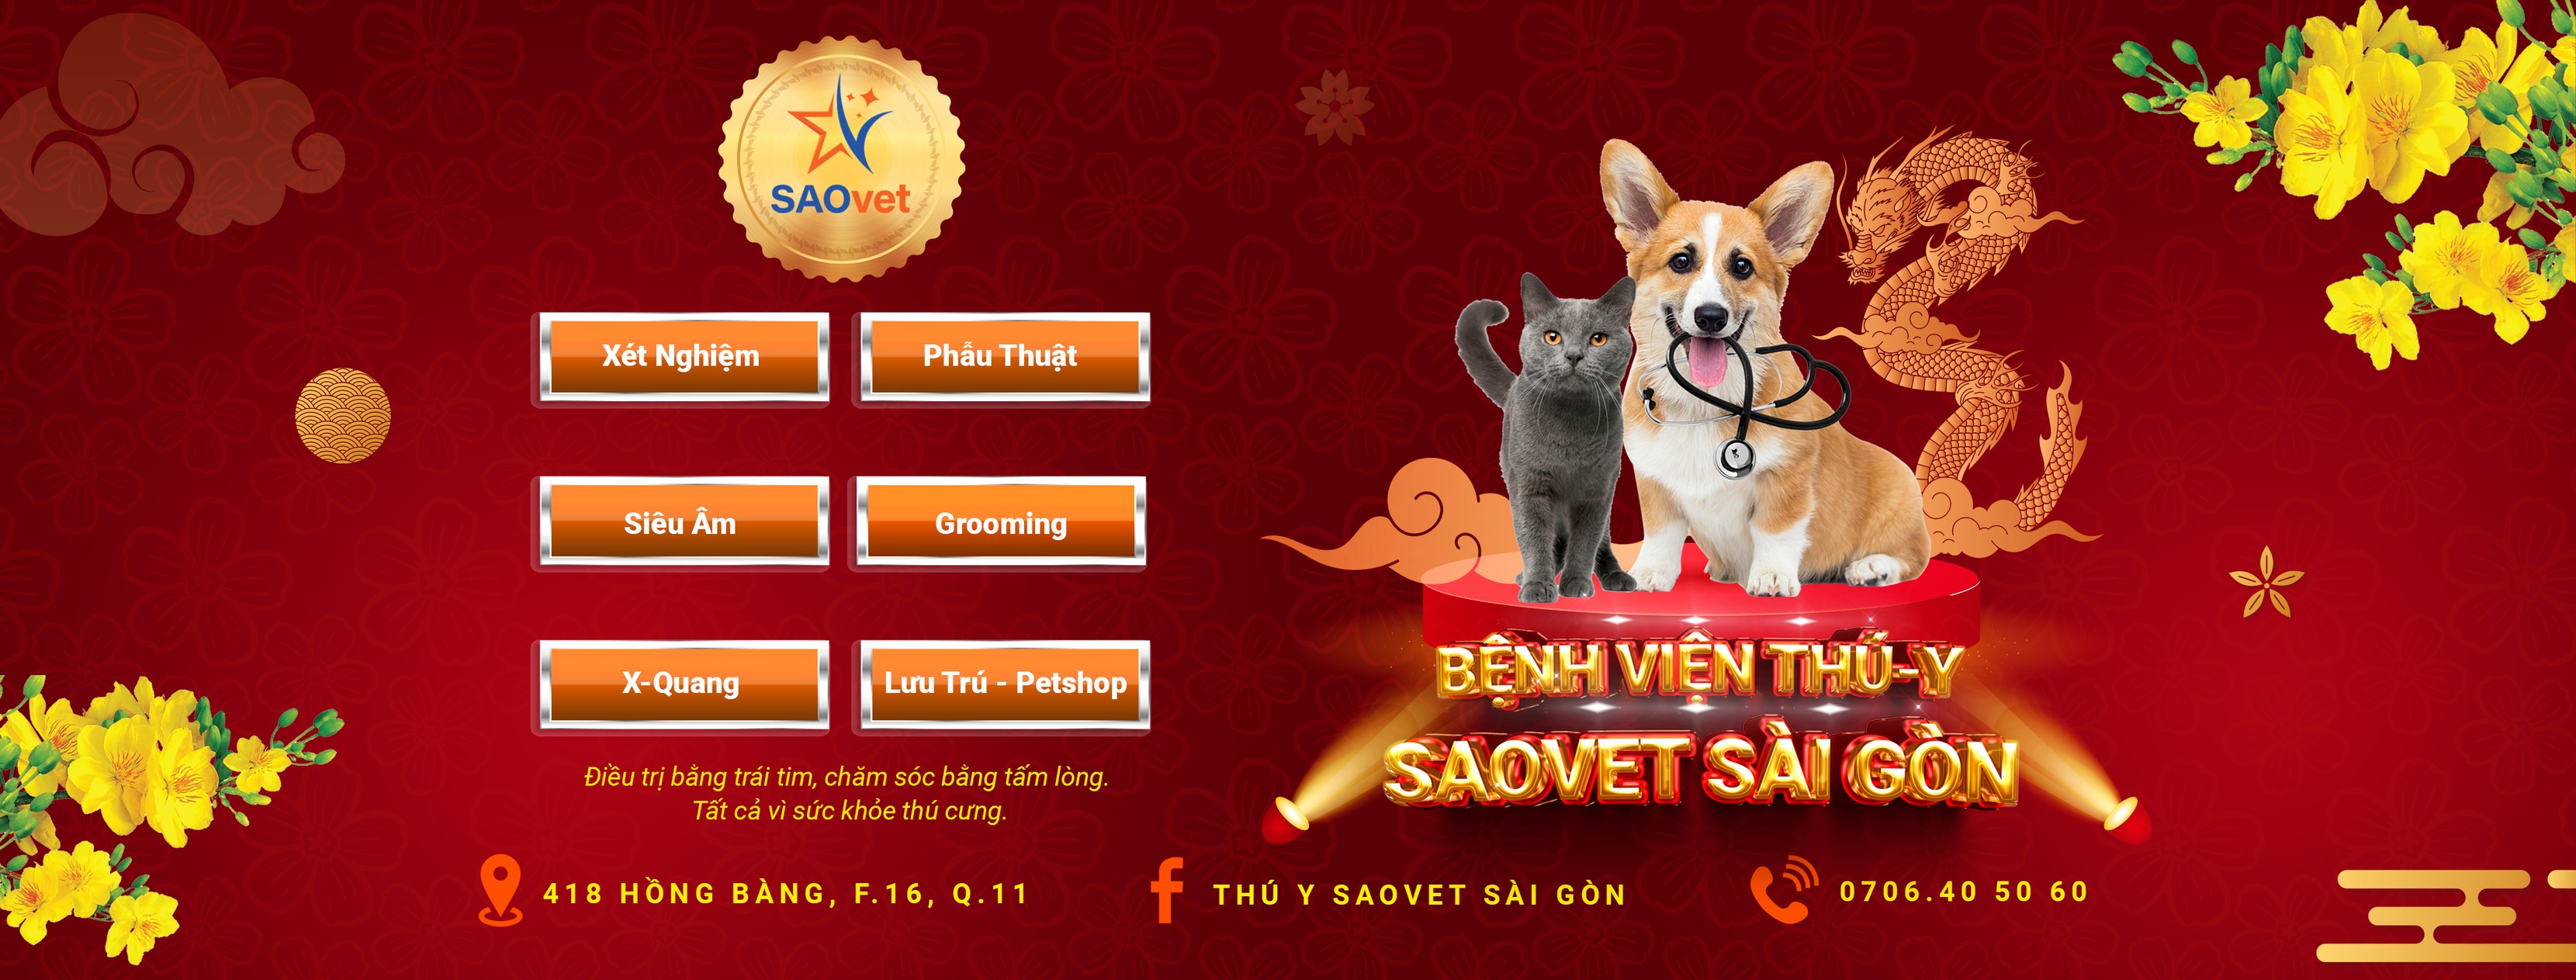 SAOvet
Xét Nghiệm
Phẫu Thuật
Siêu Âm
Grooming
X-Quang
Lưu Trú - Petshop
Điều trị bằng trái tim, chăm sóc bằng tấm lòng.
Tất cả vì sức khỏe thú cưng.
BỆNH VIỆN THÚ-Y
SAOVET SÀI GÒN
418 HỒNG BÀNG, F.16, Q.11
THÚ Y SAOVET SÀI GÒN
0706.40 50 60